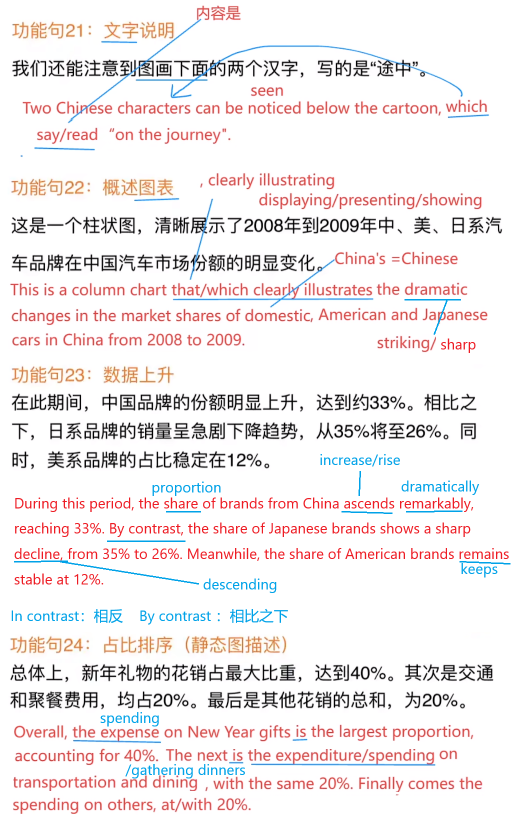 内容是
功能句21：文字说明
我们还能注意到图画下面的两个汉字，写的是“途中”。
seen
Two Chinese characters can be noticed below the cartoon, which
say/read “on the journey".
功能句22：概述图表
, clearly illustrating
displaying/presenting/showing
这是一个柱状图，清晰展示了2008年到2009年中、美、日系汽
车品牌在中国汽车市场份额的明显变化。
China's =Chinese
This is a column chart that/which clearly illustrates the dramatic
changes in the market shares of domestic, American and Japanese
cars in China from 2008 to 2009.
striking/ sharp
功能句23：数据上升
在此期间，中国品牌的份额明显上升，达到约33%。相比之
下，日系品牌的销量呈急剧下降趋势，从35%将至26%。同
时，美系品牌的占比稳定在12%。
increase/rise
proportion
dramatically
During this period, the share of brands from China ascends remarkably,
reaching 33%. By contrast, the share of Japanese brands shows a sharp
decline, from 35% to 26%. Meanwhile, the share of American brands remains
keeps
stable at 12%.
descending
In contrast：相反 By contrast ：相比之下
功能句24：占比排序（静态图描述）
总体上，新年礼物的花销占最大比重，达到40%。其次是交通
和聚餐费用，均占20%。最后是其他花销的总和，为20%。
spending
Overall, the expense on New Year gifts is the largest proportion,
accounting for 40%. The next is the expenditure/spending on
/gathering dinners
transportation and dining , with the same 20%. Finally comes the
spending on others, at/with 20%.